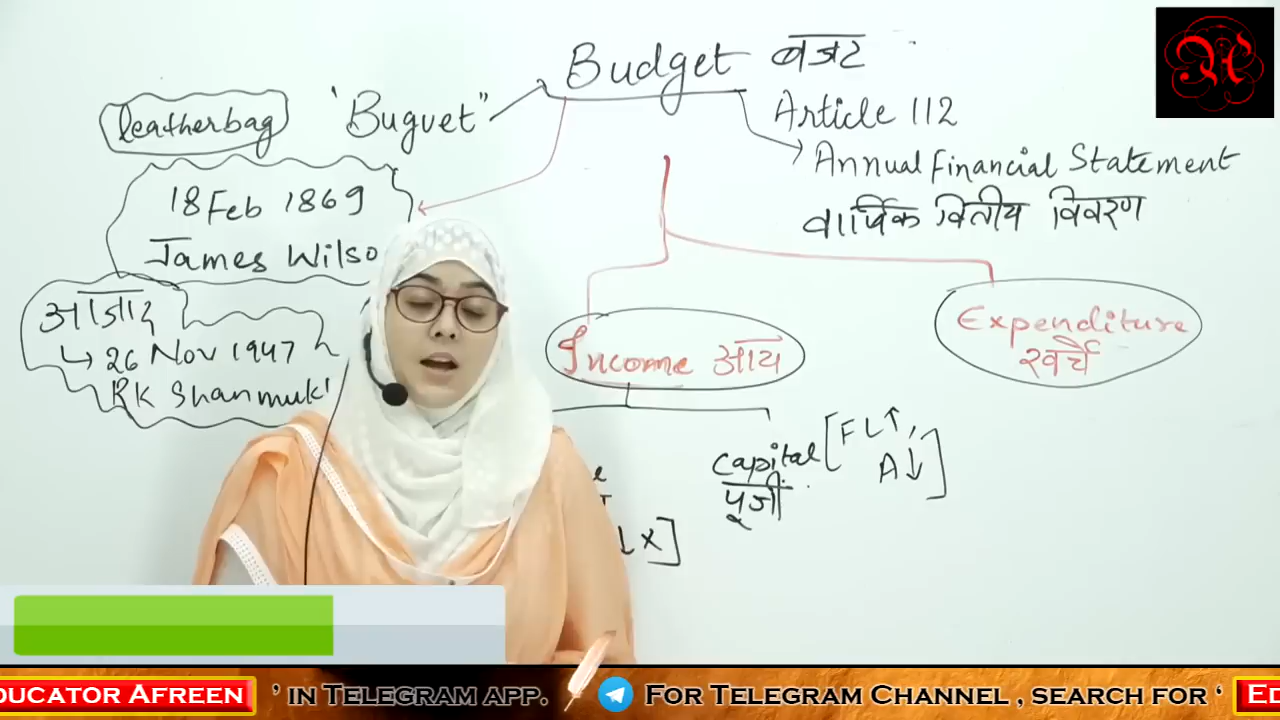 Budget बजट
Article 112
Annual Financial Statement
वार्षिक वित्तीय विवरण
"Buguet"
leatherbag
18 Feb 1869
James Wilso
आजाद
↳ 26 Nov 1947
RK Shanmuk
Income आय
Expenditure
खर्च
Capital [FL↑,
A↓]
पूजी
↓ X]
EDUCATOR AFREEN ' IN TELEGRAM APP. FOR TELEGRAM CHANNEL , SEARCH FOR ' Ed